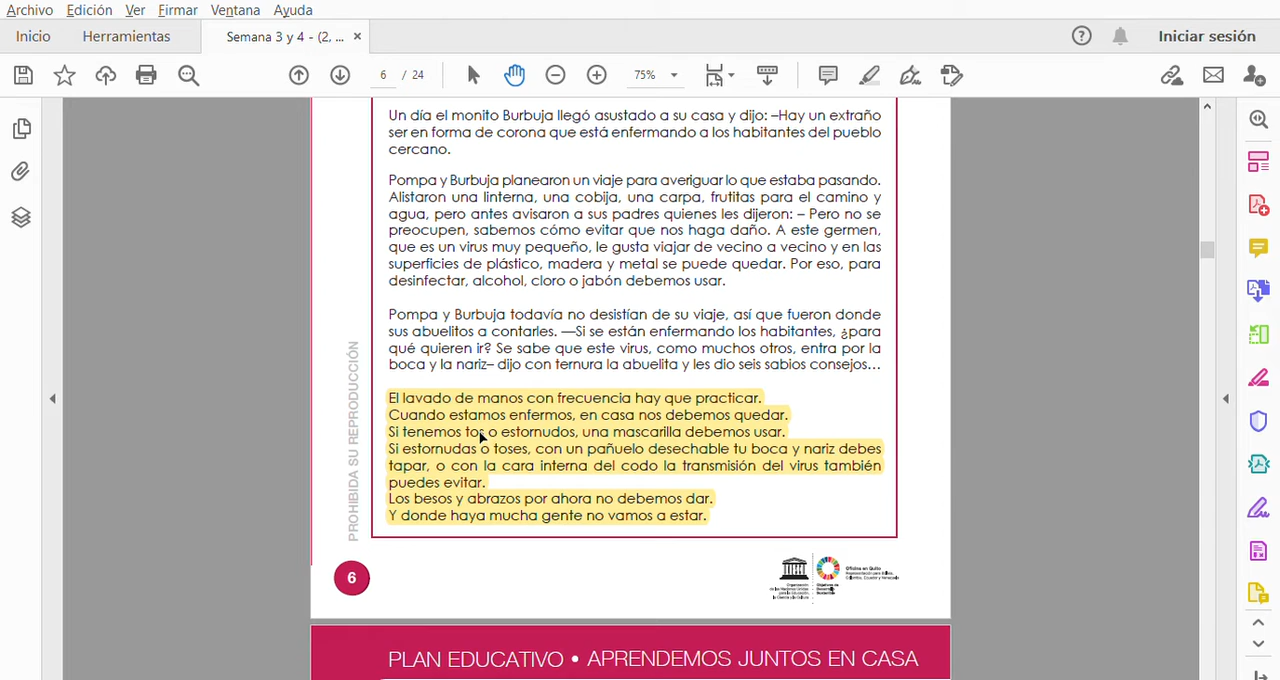 Archivo Edición Ver Firmar Ventana Ayuda
Inicio Herramientas Semana 3 y 4 - (2, ... × Iniciar sesión
6 / 24 75%
Un día el monito Burbuja llegó asustado a su casa y dijo: –Hay un extraño
ser en forma de corona que está enfermando a los habitantes del pueblo
cercano.
Pompa y Burbuja planearon un viaje para averiguar lo que estaba pasando.
Alistaron una linterna, una cobija, una carpa, frutitas para el camino y
agua, pero antes avisaron a sus padres quienes les dijeron: – Pero no se
preocupen, sabemos cómo evitar que nos haga daño. A este germen,
que es un virus muy pequeño, le gusta viajar de vecino a vecino y en las
superficies de plástico, madera y metal se puede quedar. Por eso, para
desinfectar, alcohol, cloro o jabón debemos usar.
Pompa y Burbuja todavía no desistían de su viaje, así que fueron donde
sus abuelitos a contarles. —Si se están enfermando los habitantes, ¿para
qué quieren ir? Se sabe que este virus, como muchos otros, entra por la
boca y la nariz– dijo con ternura la abuelita y les dio seis sabios consejos...
El lavado de manos con frecuencia hay que practicar.
Cuando estamos enfermos, en casa nos debemos quedar.
Si tenemos tos o estornudos, una mascarilla debemos usar.
Si estornudas o toses, con un pañuelo desechable tu boca y nariz debes
tapar, o con la cara interna del codo la transmisión del virus también
puedes evitar.
Los besos y abrazos por ahora no debemos dar.
Y donde haya mucha gente no vamos a estar.
PROHIBIDA SU REPRODUCCIÓN
6
Oficina en Quito
PLAN EDUCATIVO • APRENDEMOS JUNTOS EN CASA